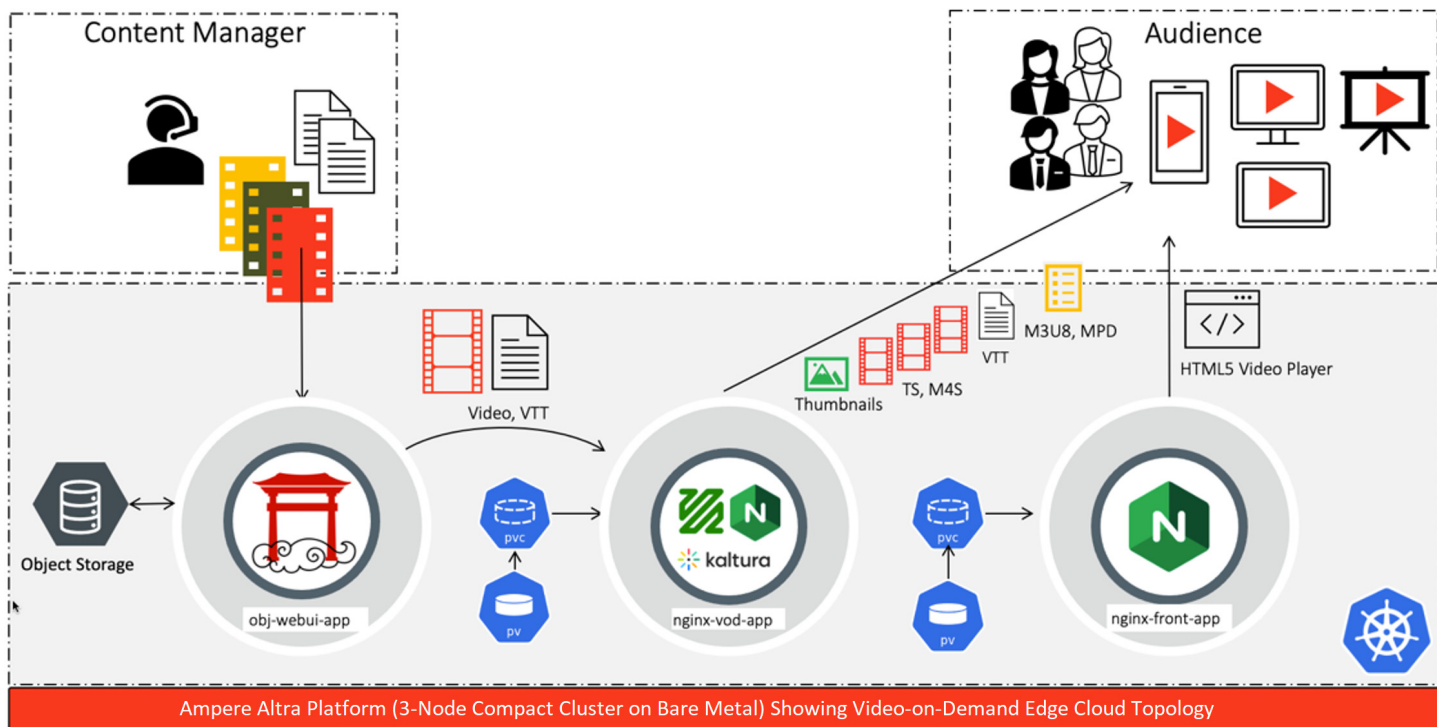 Content Manager
Audience
Video, VTT
Thumbnails
TS, M4S
VTT
M3U8, MPD
</>
HTML5 Video Player
Object Storage
obj-webui-app
pvc
pv
N
kaltura
nginx-vod-app
pvc
pv
N
nginx-front-app
Ampere Altra Platform (3-Node Compact Cluster on Bare Metal) Showing Video-on-Demand Edge Cloud Topology